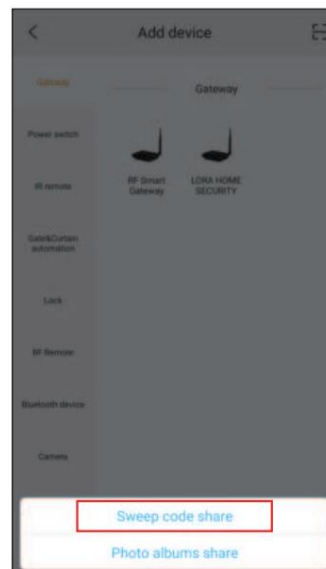 Add device
Gateway
Gateway
Power switch
IR remote
RF Smart
Gateway
LORA HOME
SECURITY
Gate&Curtain
automation
Lock
RF Remote
Bluetooth device
Camera
Sweep code share
Photo albums share